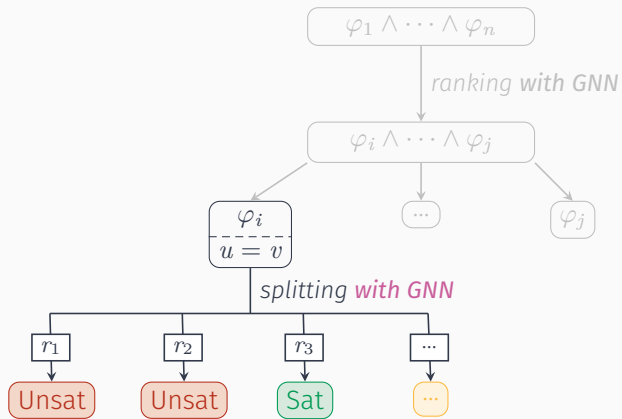 φ₁ ∧ ⋯ ∧ φₙ
ranking with GNN
φᵢ ∧ ⋯ ∧ φⱼ
φᵢ
u = v
...
φⱼ
splitting with GNN
r₁ r₂ r₃ ...
Unsat Unsat Sat ...